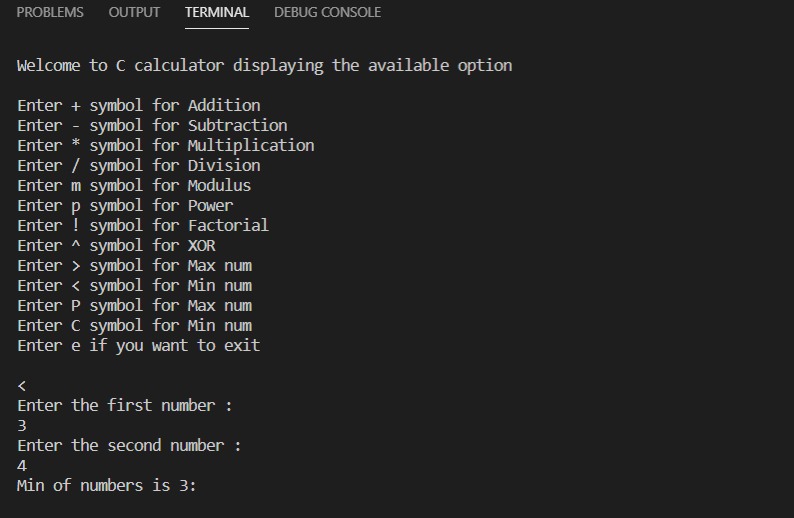 PROBLEMS OUTPUT TERMINAL DEBUG CONSOLE
Welcome to C calculator displaying the available option
Enter + symbol for Addition
Enter - symbol for Subtraction
Enter * symbol for Multiplication
Enter / symbol for Division
Enter m symbol for Modulus
Enter p symbol for Power
Enter ! symbol for Factorial
Enter ^ symbol for XOR
Enter > symbol for Max num
Enter < symbol for Min num
Enter P symbol for Max num
Enter C symbol for Min num
Enter e if you want to exit
<
Enter the first number :
3
Enter the second number :
4
Min of numbers is 3: